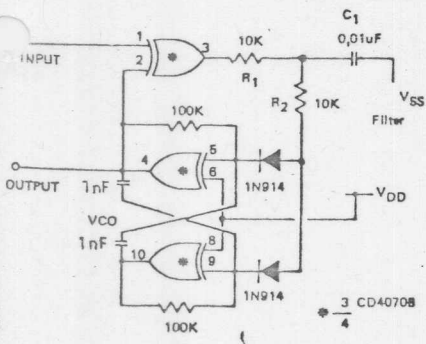 C1
0,01uF
1
3
10K
INPUT
2
R1
VSS
R2
10K
Filter
100K
4
5
1N914
6
OUTPUT
1nF
VDD
VCO
1nF
8
10
9
1N914
100K
3
4
CD4070B